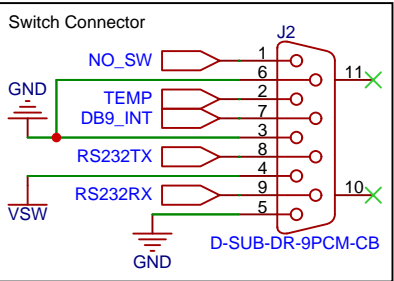 Switch Connector
J2
NO_SW 1
6 11
GND
TEMP 2
DB9_INT 7
3
RS232TX 8
4
VSW
RS232RX 9 10
5
D-SUB-DR-9PCM-CB
GND